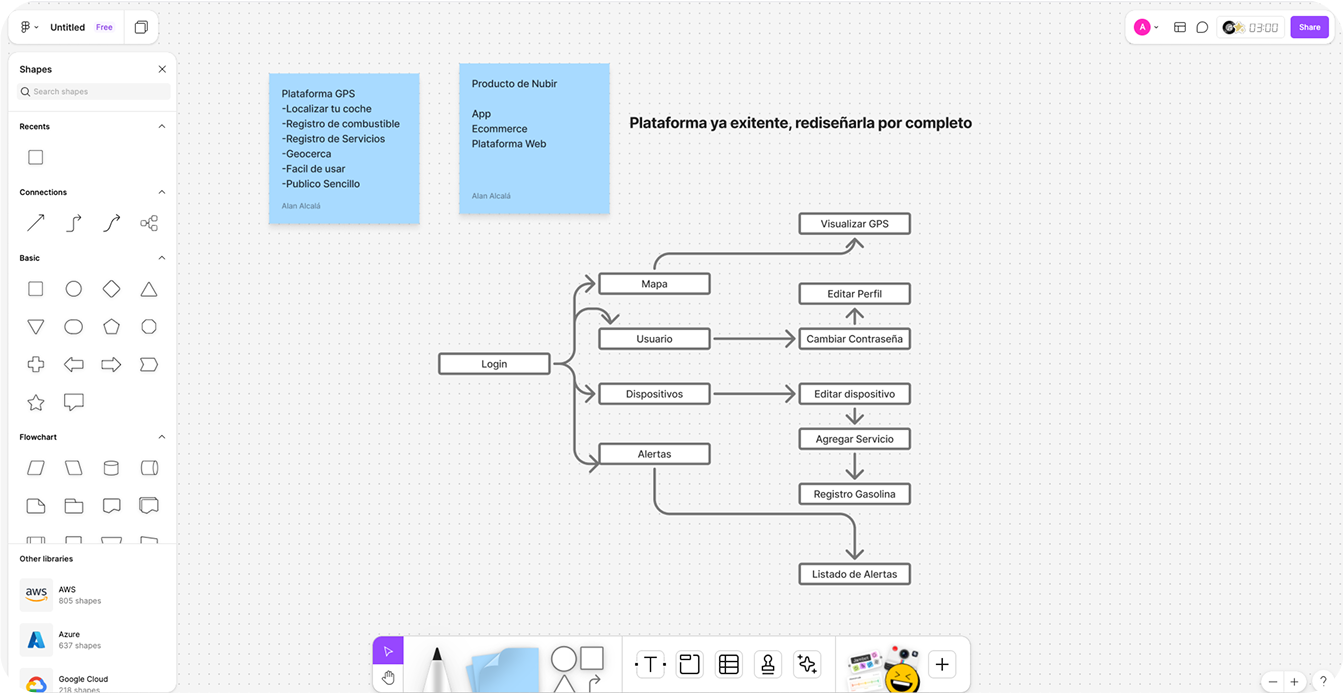 Untitled
Free
A
03:00
Share
Shapes
Search shapes
Recents
Connections
Basic
Flowchart
Other libraries
aws
AWS
805 shapes
Azure
637 shapes
Google Cloud
218 shapes
Plataforma GPS
-Localizar tu coche
-Registro de combustible
-Registro de Servicios
-Geocerca
-Facil de usar
-Publico Sencillo
Alan Alcalá
Producto de Nubir
App
Ecommerce
Plataforma Web
Alan Alcalá
Plataforma ya exitente, rediseñarla por completo
Visualizar GPS
Mapa
Editar Perfil
Usuario
Cambiar Contraseña
Login
Dispositivos
Editar dispositivo
Agregar Servicio
Alertas
Registro Gasolina
Listado de Alertas
T
?